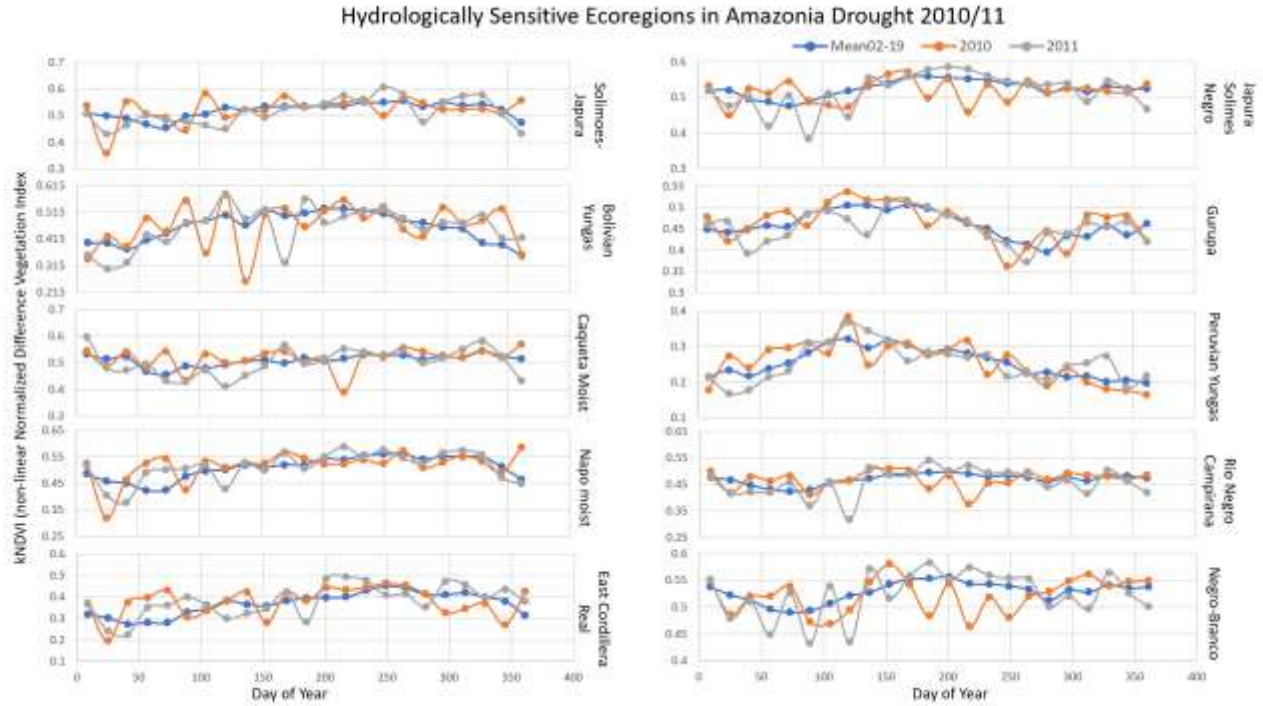 Hydrologically Sensitive Ecoregions in Amazonia Drought 2010/11
Mean02-19 2010 2011
kNDVI (non-linear Normalized Difference Vegetation Index
0.7
0.6
0.5
0.4
0.3
Solimoes-
Japura
0.6
0.5
0.4
0.3
Japura
Solimes
Negro
0.615
0.515
0.415
0.315
0.215
Bolivian
Yungas
0.55
0.5
0.45
0.4
0.35
0.3
Gurupa
0.7
0.6
0.5
0.4
0.3
Caqueta Moist
0.4
0.3
0.2
0.1
Peruvian Yungas
0.65
0.55
0.45
0.35
0.25
Napo moist
0.65
0.55
0.45
0.35
0.25
Rio Negro
Campirana
0.6
0.5
0.4
0.3
0.2
0.1
East Cordillera
Real
0 50 100 150 200 250 300 350 400
Day of Year
0.6
0.55
0.5
0.45
0.4
Negro-Branco
0 50 100 150 200 250 300 350 400
Day of Year